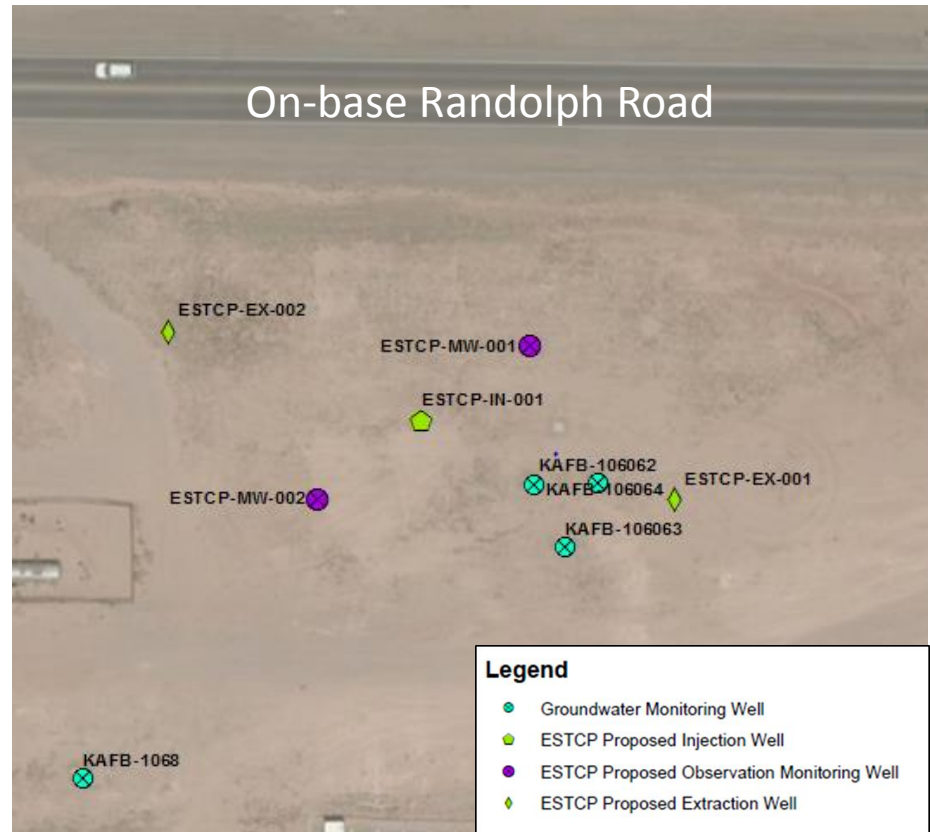 On-base Randolph Road
ESTCP-EX-002
ESTCP-MW-001
ESTCP-IN-001
KAFB-106062
ESTCP-EX-001
KAFB-106064
ESTCP-MW-002
KAFB-106063
KAFB-1068
Legend
Groundwater Monitoring Well
ESTCP Proposed Injection Well
ESTCP Proposed Observation Monitoring Well
ESTCP Proposed Extraction Well